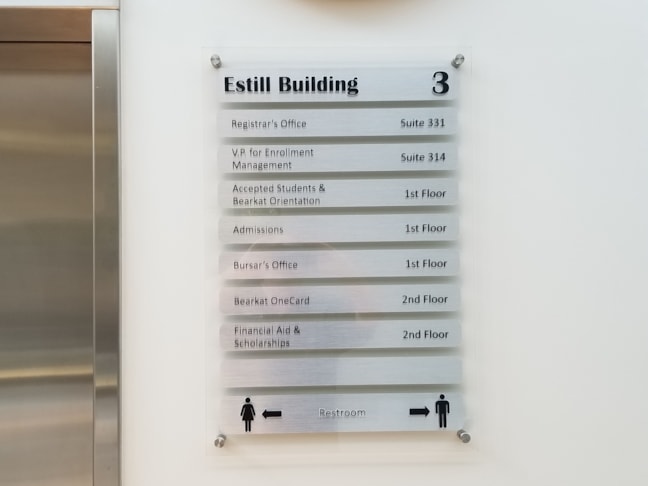 Estill Building 3
Registrar's Office Suite 331
V.P. for Enrollment
Management Suite 314
Accepted Students &
Bearkat Orientation 1st Floor
Admissions 1st Floor
Bursar's Office 1st Floor
Bearkat OneCard 2nd Floor
Financial Aid &
Scholarships 2nd Floor
Restroom